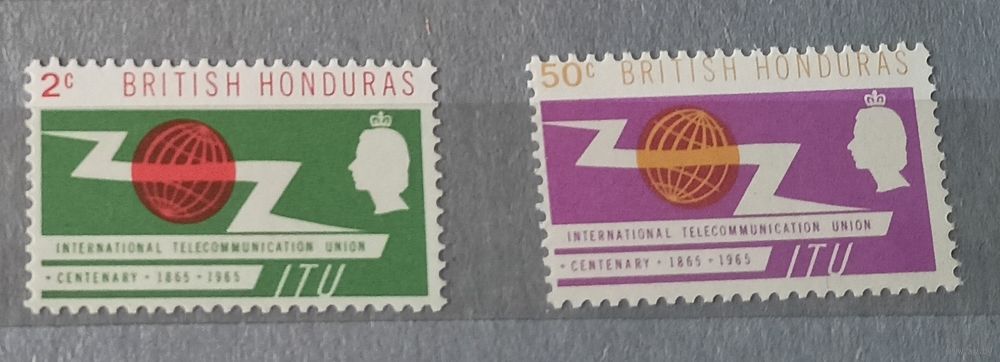 2c BRITISH HONDURAS
INTERNATIONAL TELECOMMUNICATION UNION
• CENTENARY • 1865 - 1965 ITU
50c BRITISH HONDURAS
INTERNATIONAL TELECOMMUNICATION UNION
• CENTENARY • 1865 - 1965 ITU